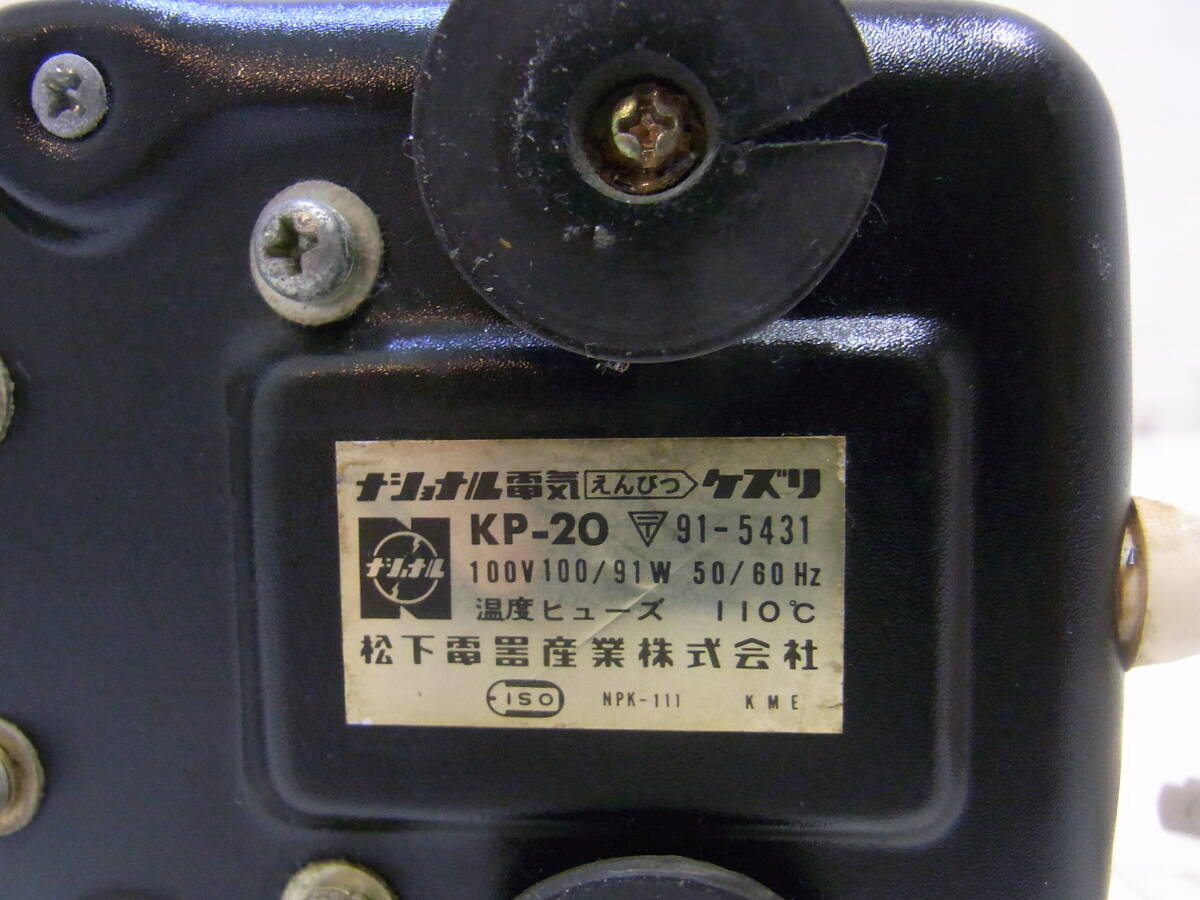 ナショナル電気えんぴつケズリ
ナショナル
KP-20 〒 91-5431
100V 100/91W 50/60Hz
温度ヒューズ 110℃
松下電器産業株式会社
ISO NPK-111 KME